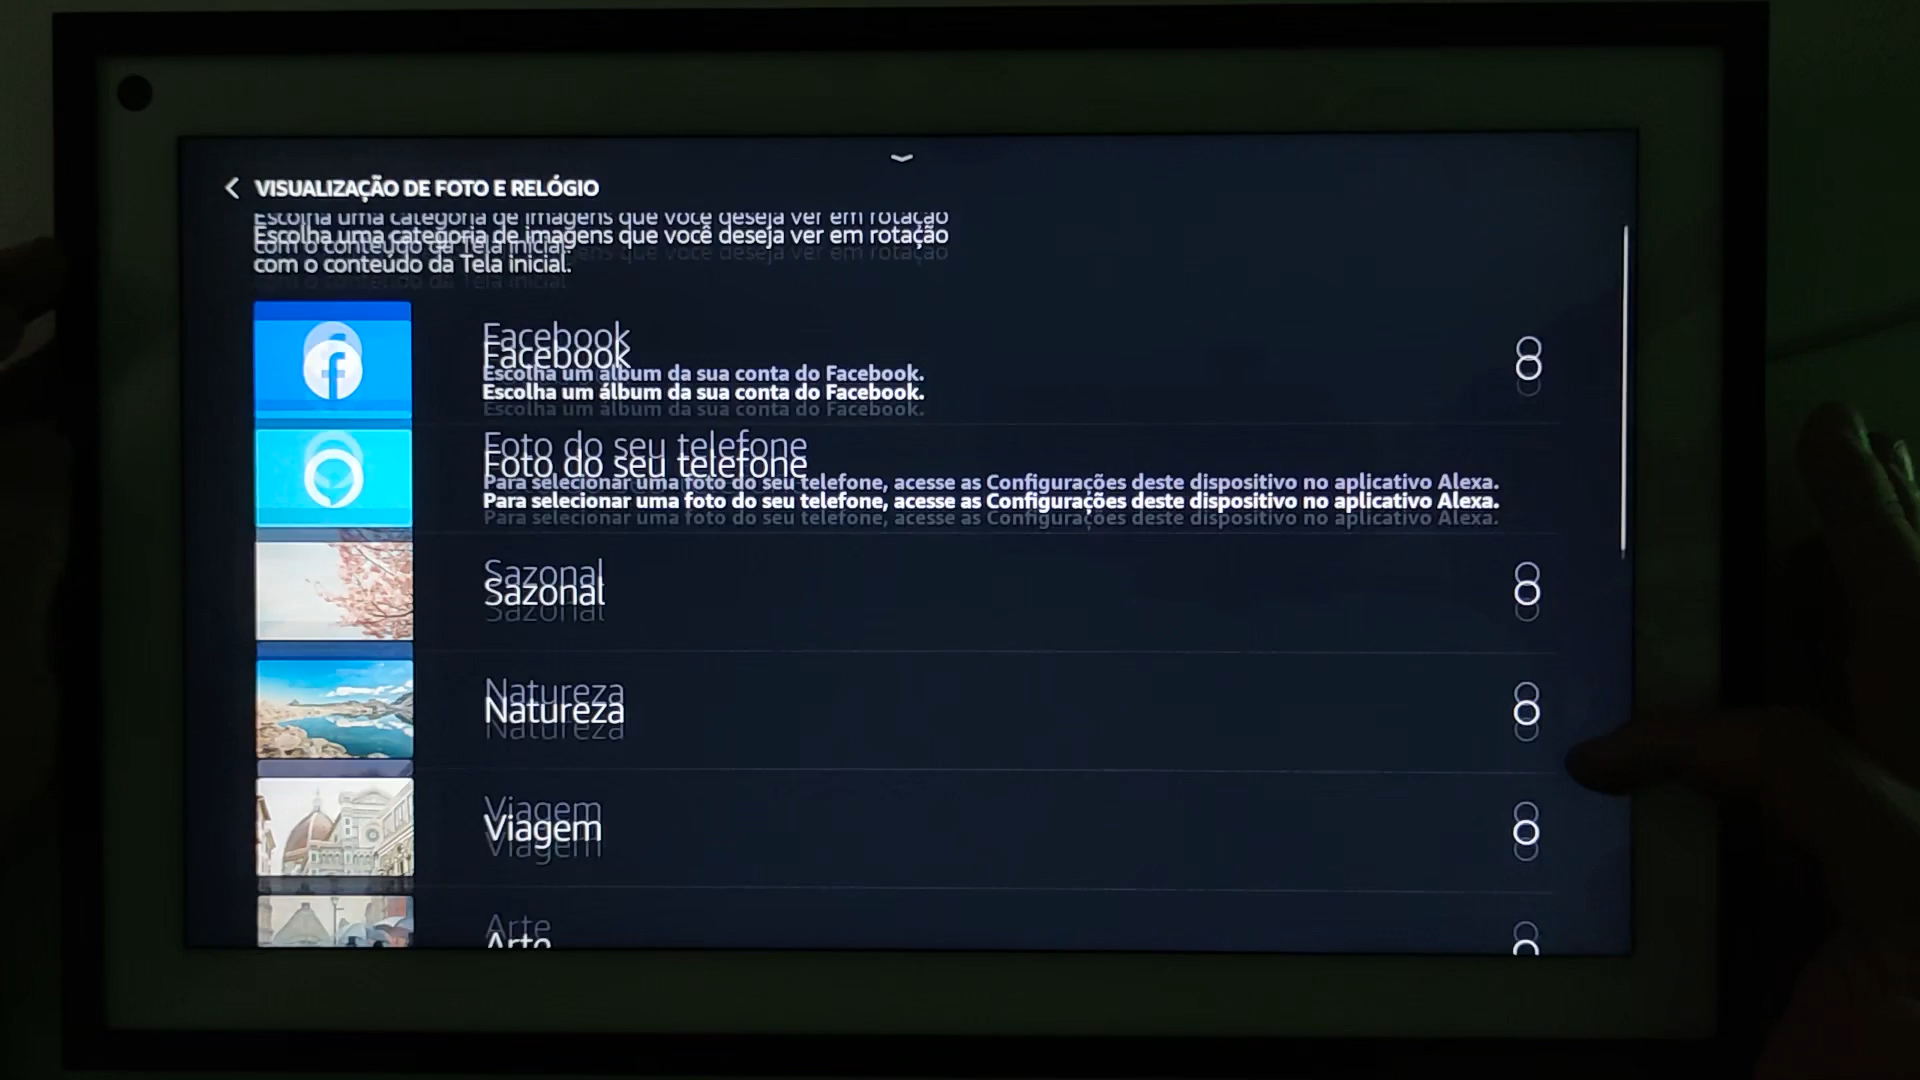 VISUALIZAÇÃO DE FOTO E RELÓGIO
Escolha uma categoria de imagens que você deseja ver em rotação
com o conteúdo da Tela inicial.
Facebook
Escolha um álbum da sua conta do Facebook.
Foto do seu telefone
Para selecionar uma foto do seu telefone, acesse as Configurações deste dispositivo no aplicativo Alexa.
Sazonal
Natureza
Viagem
Arte